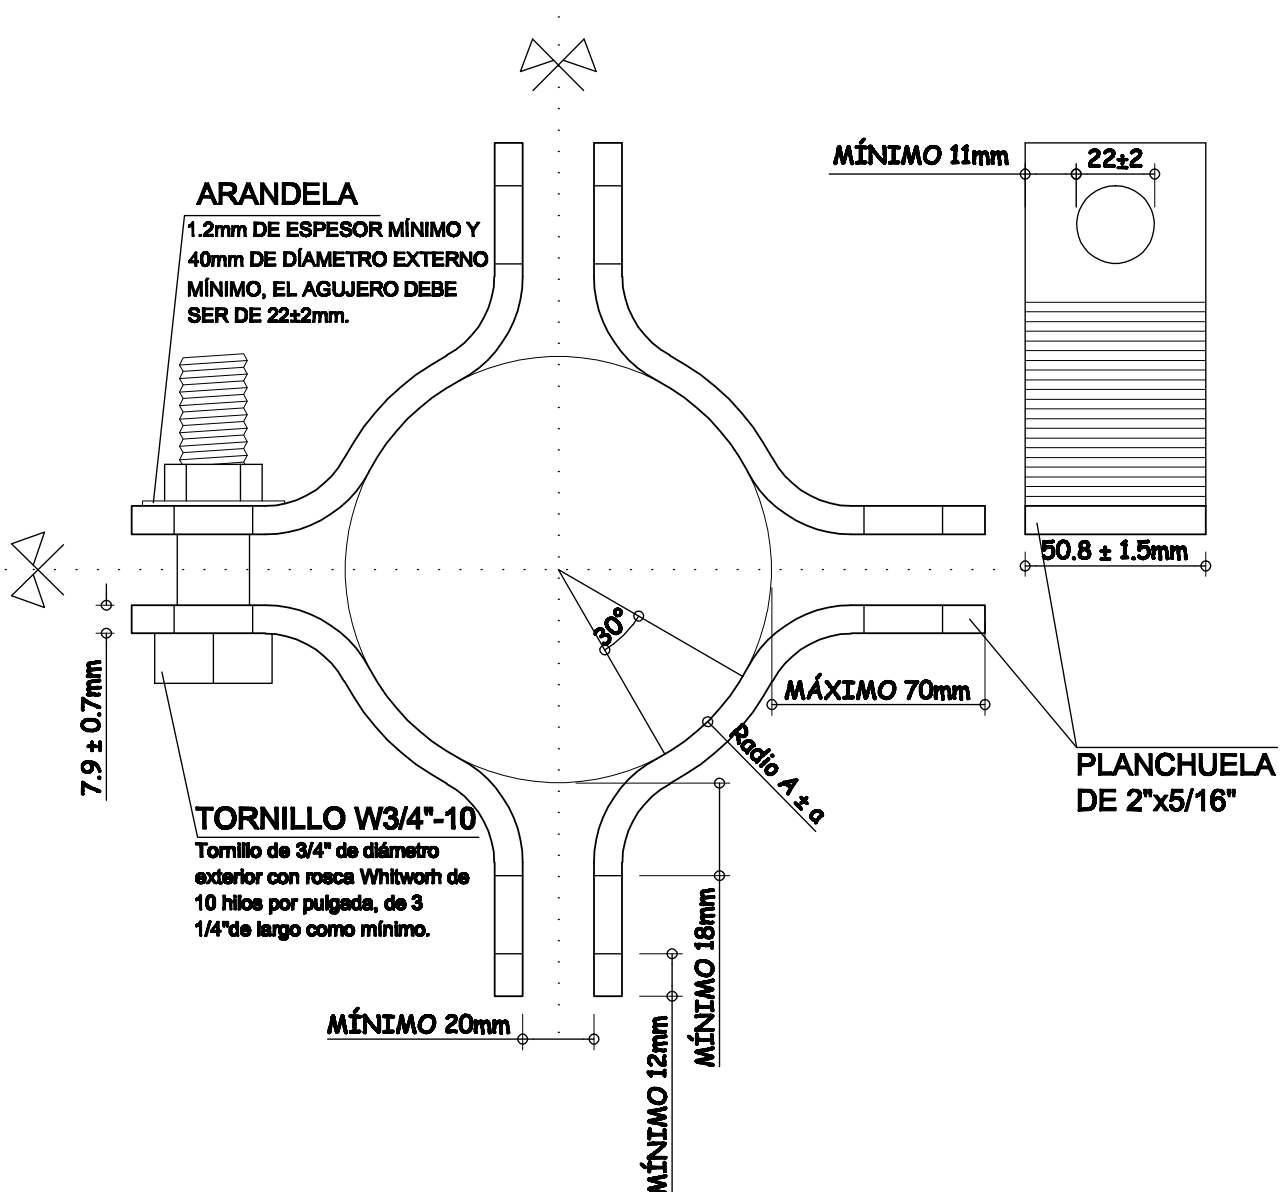 MÍNIMO 11mm
22±2
ARANDELA
1.2mm DE ESPESOR MÍNIMO Y
40mm DE DÍAMETRO EXTERNO
MÍNIMO, EL AGUJERO DEBE
SER DE 22±2mm.
50.8 ± 1.5mm
30°
7.9 ± 0.7mm
MÁXIMO 70mm
Radio A ± a
PLANCHUELA
DE 2"x5/16"
TORNILLO W3/4"-10
Tornillo de 3/4" de diámetro
exterior con rosca Whitworh de
10 hilos por pulgada, de 3
1/4"de largo como mínimo.
MÍNIMO 18mm
MÍNIMO 20mm
MÍNIMO 12mm